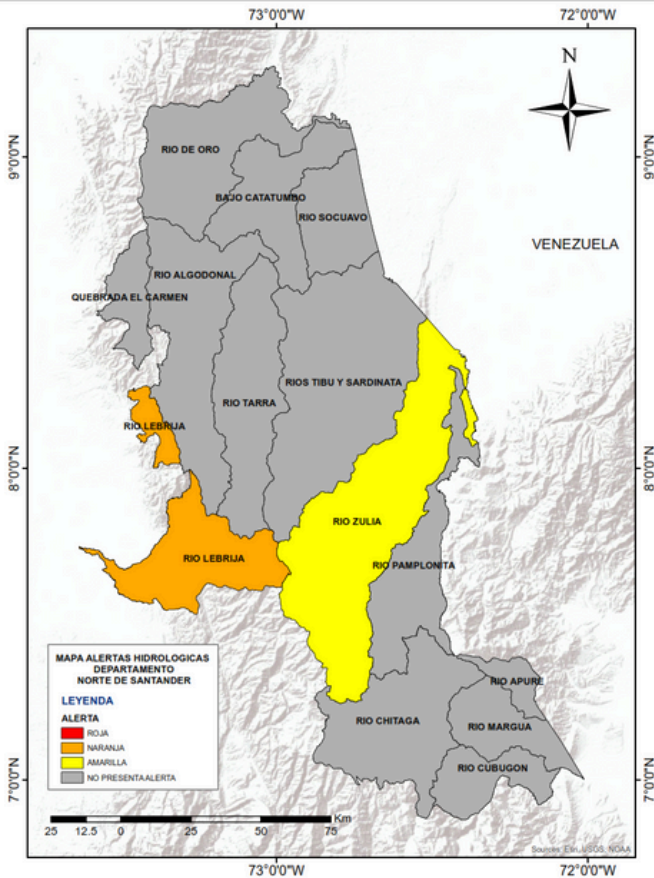 73°0'0"W
72°0'0"W
N
9°0'0"N
9°0'0"N
RIO DE ORO
BAJO CATATUMBO
RIO SOCUAVO
VENEZUELA
RIO ALGODONAL
QUEBRADA EL CARMEN
RIOS TIBU Y SARDINATA
RIO TARRA
RIO LEBRIJA
8°0'0"N
8°0'0"N
RIO ZULIA
RIO LEBRIJA
RIO PAMPLONITA
MAPA ALERTAS HIDROLOGICAS
DEPARTAMENTO
NORTE DE SANTANDER
LEYENDA
ALERTA
ROJA
NARANJA
AMARILLA
NO PRESENTA ALERTA
RIO APURE
RIO CHITAGA
RIO MARGUA
RIO CUBUGON
7°0'0"N
7°0'0"N
Km
25 12.5 0 25 50 75
Sources: Esri, USGS, NOAA
73°0'0"W
72°0'0"W